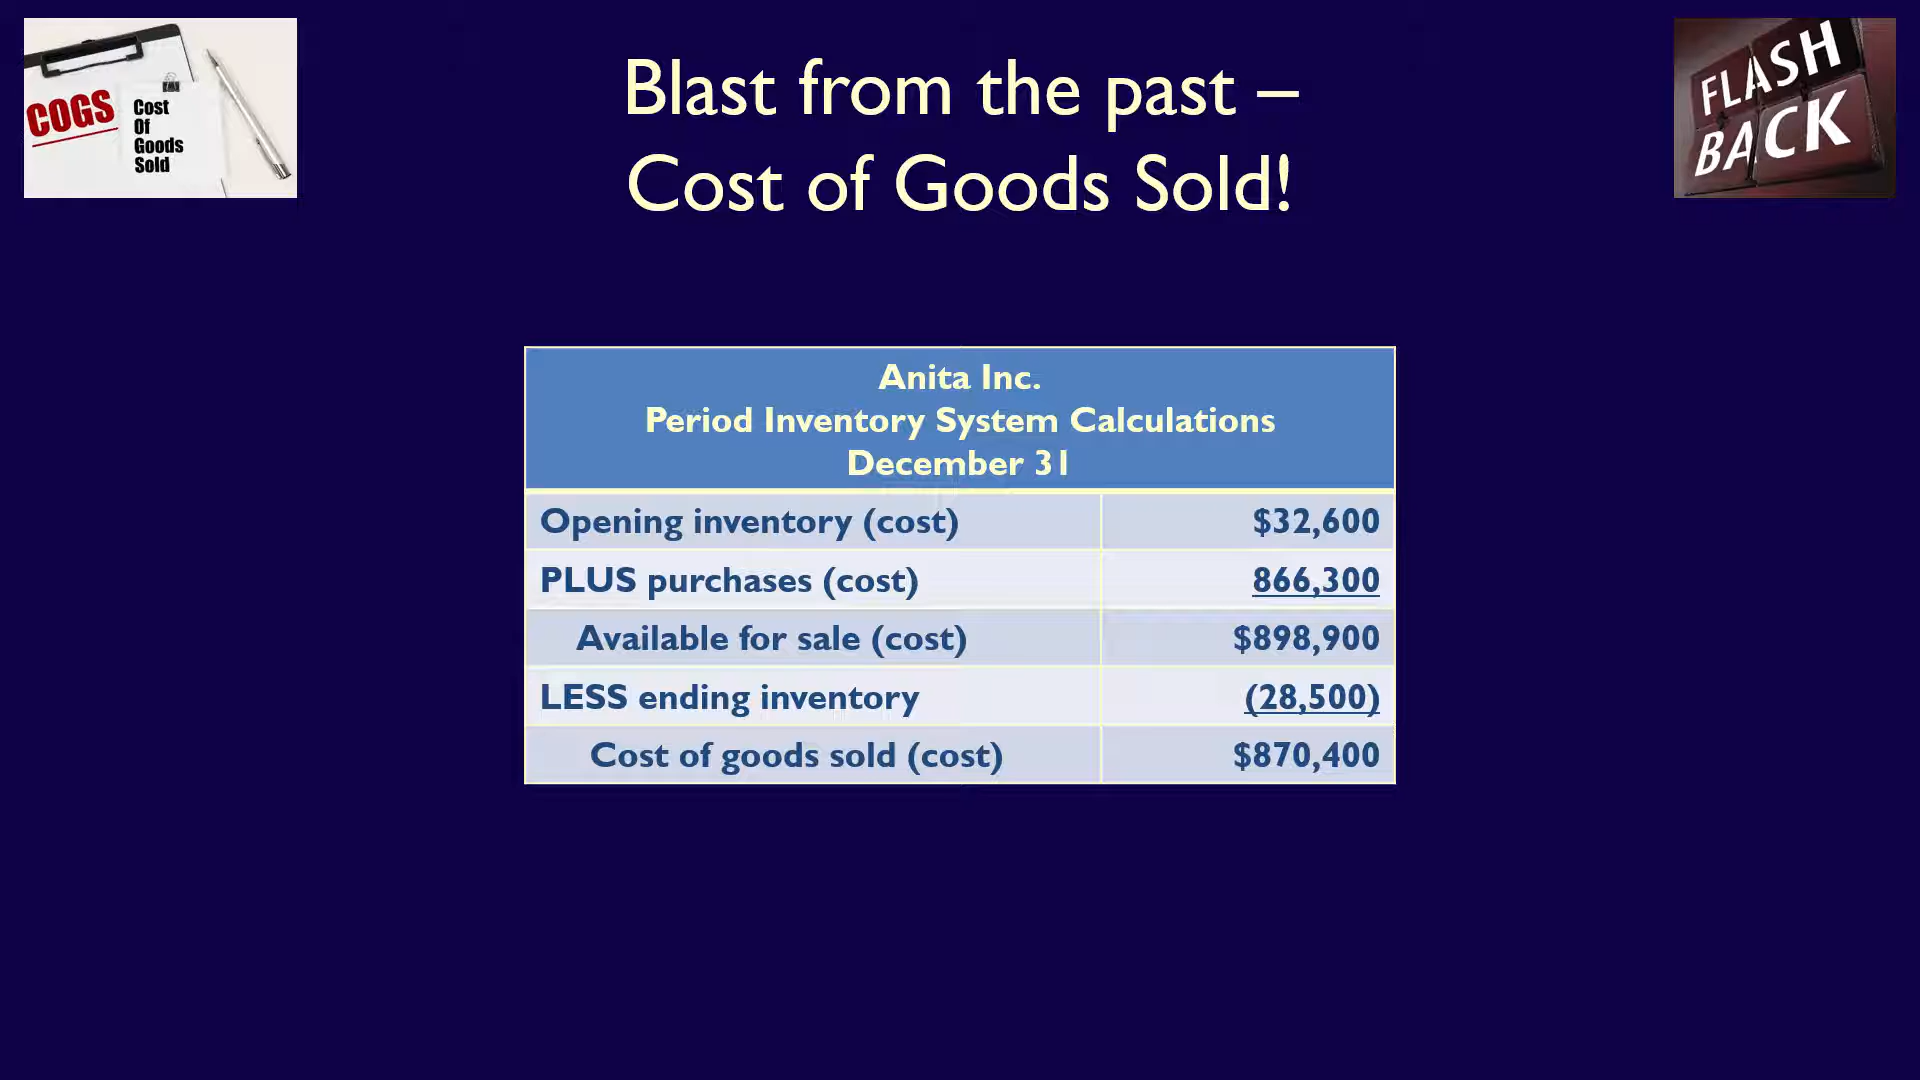 COGS
Cost
Of
Goods
Sold
Blast from the past –
Cost of Goods Sold!
FLASH
BACK
Anita Inc.
Period Inventory System Calculations
December 31
Opening inventory (cost) $32,600
PLUS purchases (cost) 866,300
Available for sale (cost) $898,900
LESS ending inventory (28,500)
Cost of goods sold (cost) $870,400